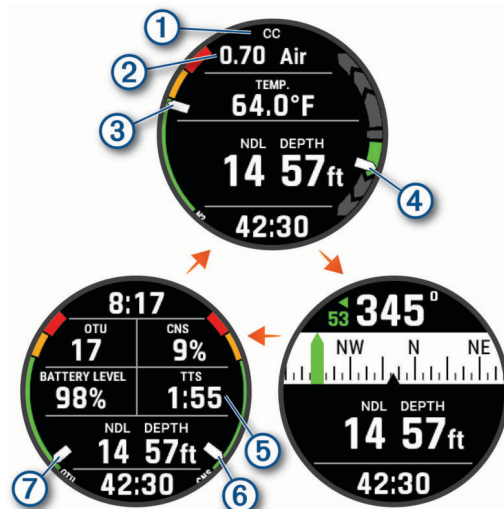 1
CC
2
0.70 Air
TEMP.
64.0°F
3
NDL DEPTH
14 57ft
4
N2
42:30
8:17
OTU CNS
17 9%
BATTERY LEVEL TTS
98% 1:55
5
NDL DEPTH
14 57ft
7
OTU
42:30
CNS
6
53 345°
NW N NE
NDL DEPTH
14 57ft
42:30